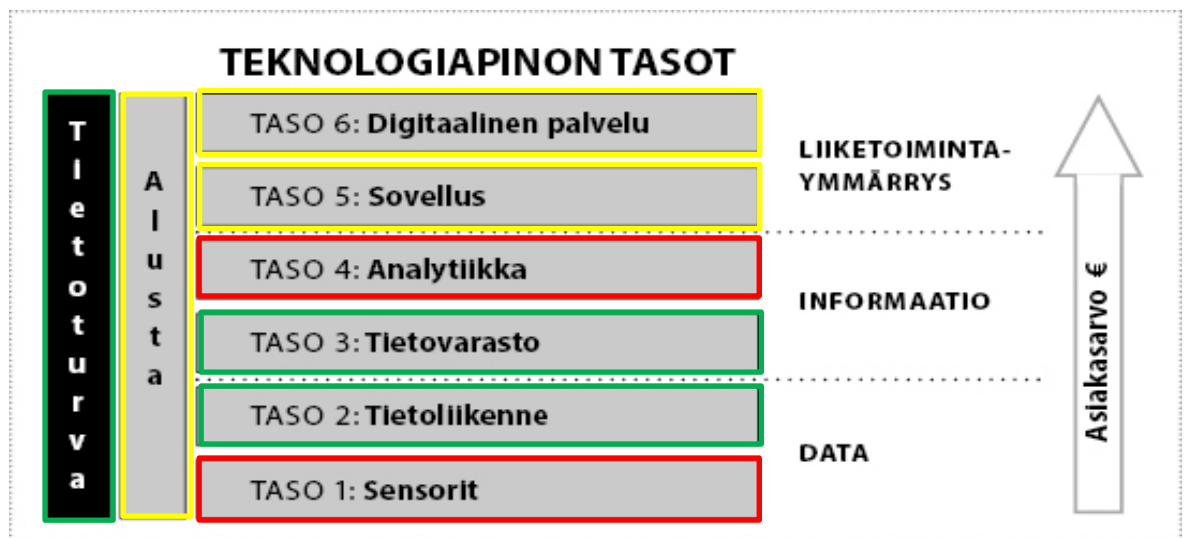 TEKNOLOGIAPINON TASOT
Tietoturva
Alusta
TASO 6: Digitaalinen palvelu
TASO 5: Sovellus
TASO 4: Analytiikka
TASO 3: Tietovarasto
TASO 2: Tietoliikenne
TASO 1: Sensorit
LIIKETOIMINTA-
YMMÄRRYS
INFORMAATIO
DATA
Asiakasarvo €